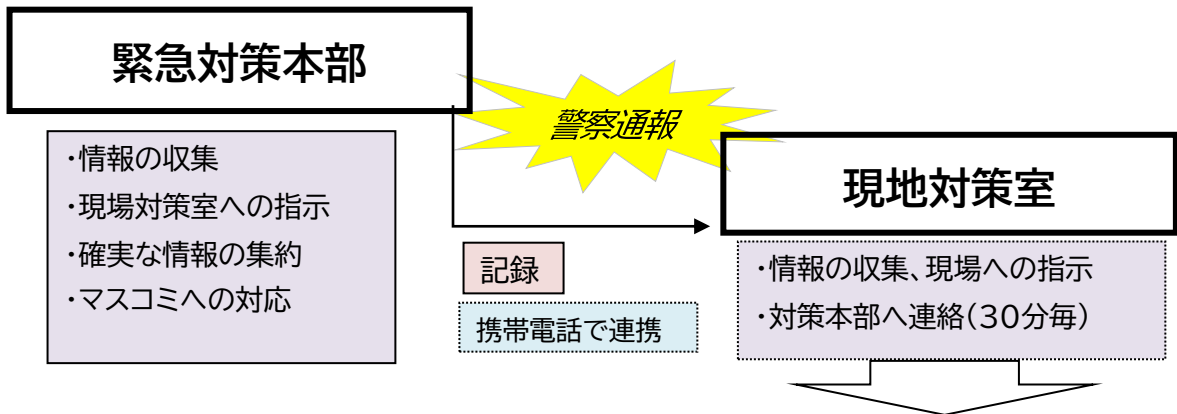 緊急対策本部
警察通報
・情報の収集
・現場対策室への指示
・確実な情報の集約
・マスコミへの対応
現地対策室
記録
携帯電話で連携
・情報の収集、現場への指示
・対策本部へ連絡(30分毎)